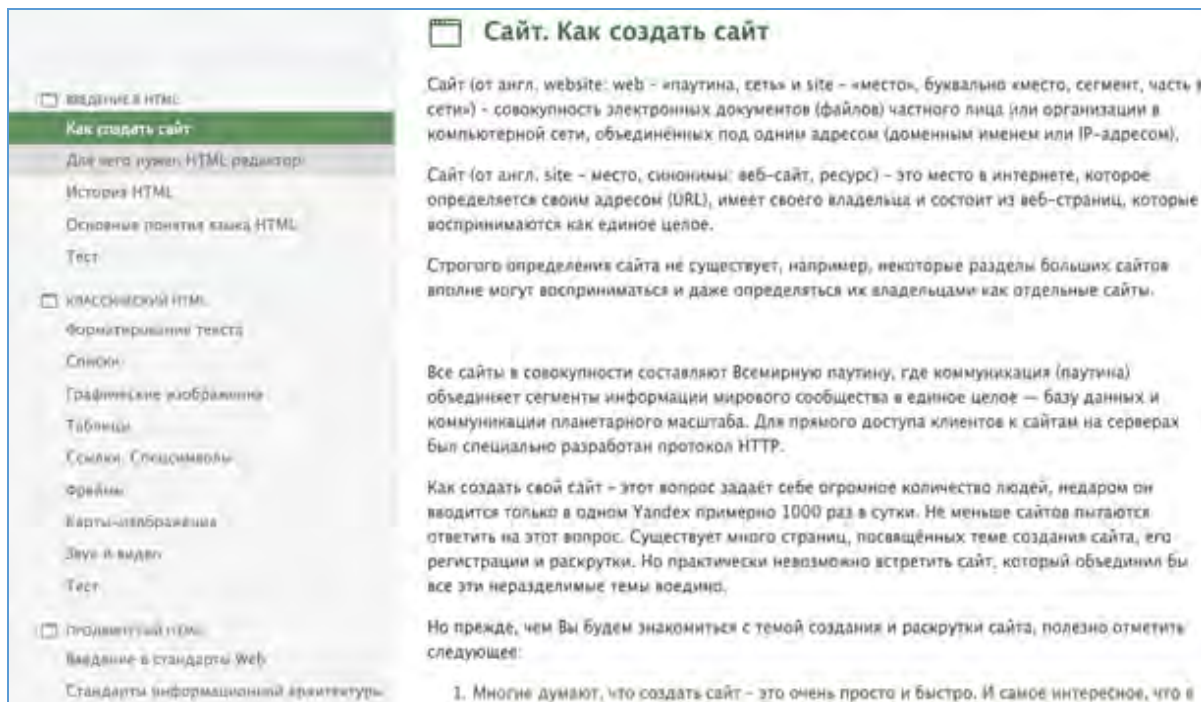 ВВЕДЕНИЕ В HTML
Как создать сайт
Для чего нужен HTML редактор
История HTML
Основные понятия языка HTML
Тест
КЛАССИЧЕСКИЙ HTML
Форматирование текста
Списки
Графические изображения
Таблицы
Ссылки. Спецсимволы
Фреймы
Карты-изображения
Звук и видео
Тест
ПРОДВИНУТЫЙ HTML
Введение в стандарты Web
Стандарты информационной архитектуры
Сайт. Как создать сайт
Сайт (от англ. website: web - «паутина, сеть» и site - «место», буквально «место, сегмент, часть в
сети») - совокупность электронных документов (файлов) частного лица или организации в
компьютерной сети, объединённых под одним адресом (доменным именем или IP-адресом).
Сайт (от англ. site - место, синонимы: веб-сайт, ресурс) - это место в интернете, которое
определяется своим адресом (URL), имеет своего владельца и состоит из веб-страниц, которые
воспринимаются как единое целое.
Строгого определения сайта не существует, например, некоторые разделы больших сайтов
вполне могут восприниматься и даже определяться их владельцами как отдельные сайты.
Все сайты в совокупности составляют Всемирную паутину, где коммуникация (паутина)
объединяет сегменты информации мирового сообщества в единое целое — базу данных и
коммуникации планетарного масштаба. Для прямого доступа клиентов к сайтам на серверах
был специально разработан протокол HTTP.
Как создать свой сайт - этот вопрос задаёт себе огромное количество людей, недаром он
вводится только в одном Yandex примерно 1000 раз в сутки. Не меньше сайтов пытаются
ответить на этот вопрос. Существует много страниц, посвящённых теме создания сайта, его
регистрации и раскрутки. Но практически невозможно встретить сайт, который объединил бы
все эти неразделимые темы воедино.
Но прежде, чем Вы будем знакомиться с темой создания и раскрутки сайта, полезно отметить
следующее:
1. Многие думают, что создать сайт - это очень просто и быстро. И самое интересное, что в